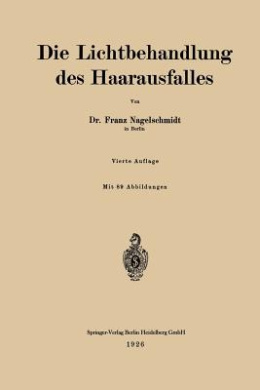 Die Lichtbehandlung
des Haarausfalles
Von
Dr. Franz Nagelschmidt
in Berlin
Vierte Auflage
Mit 89 Abbildungen
Springer-Verlag Berlin Heidelberg GmbH
1926